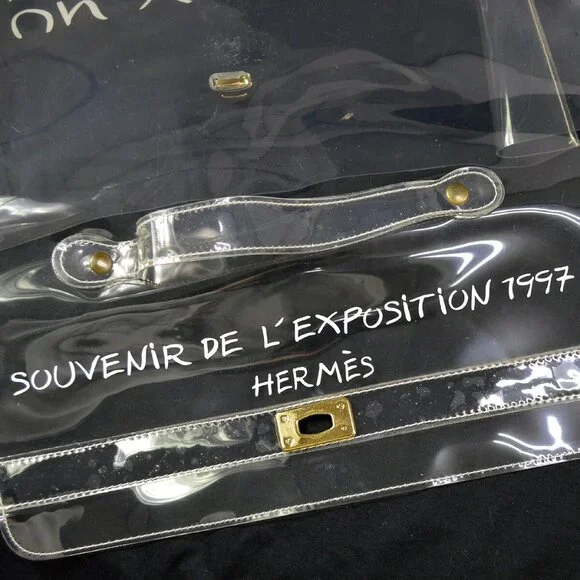 SOUVENIR DE L'EXPOSITION 1997
HERMÈS